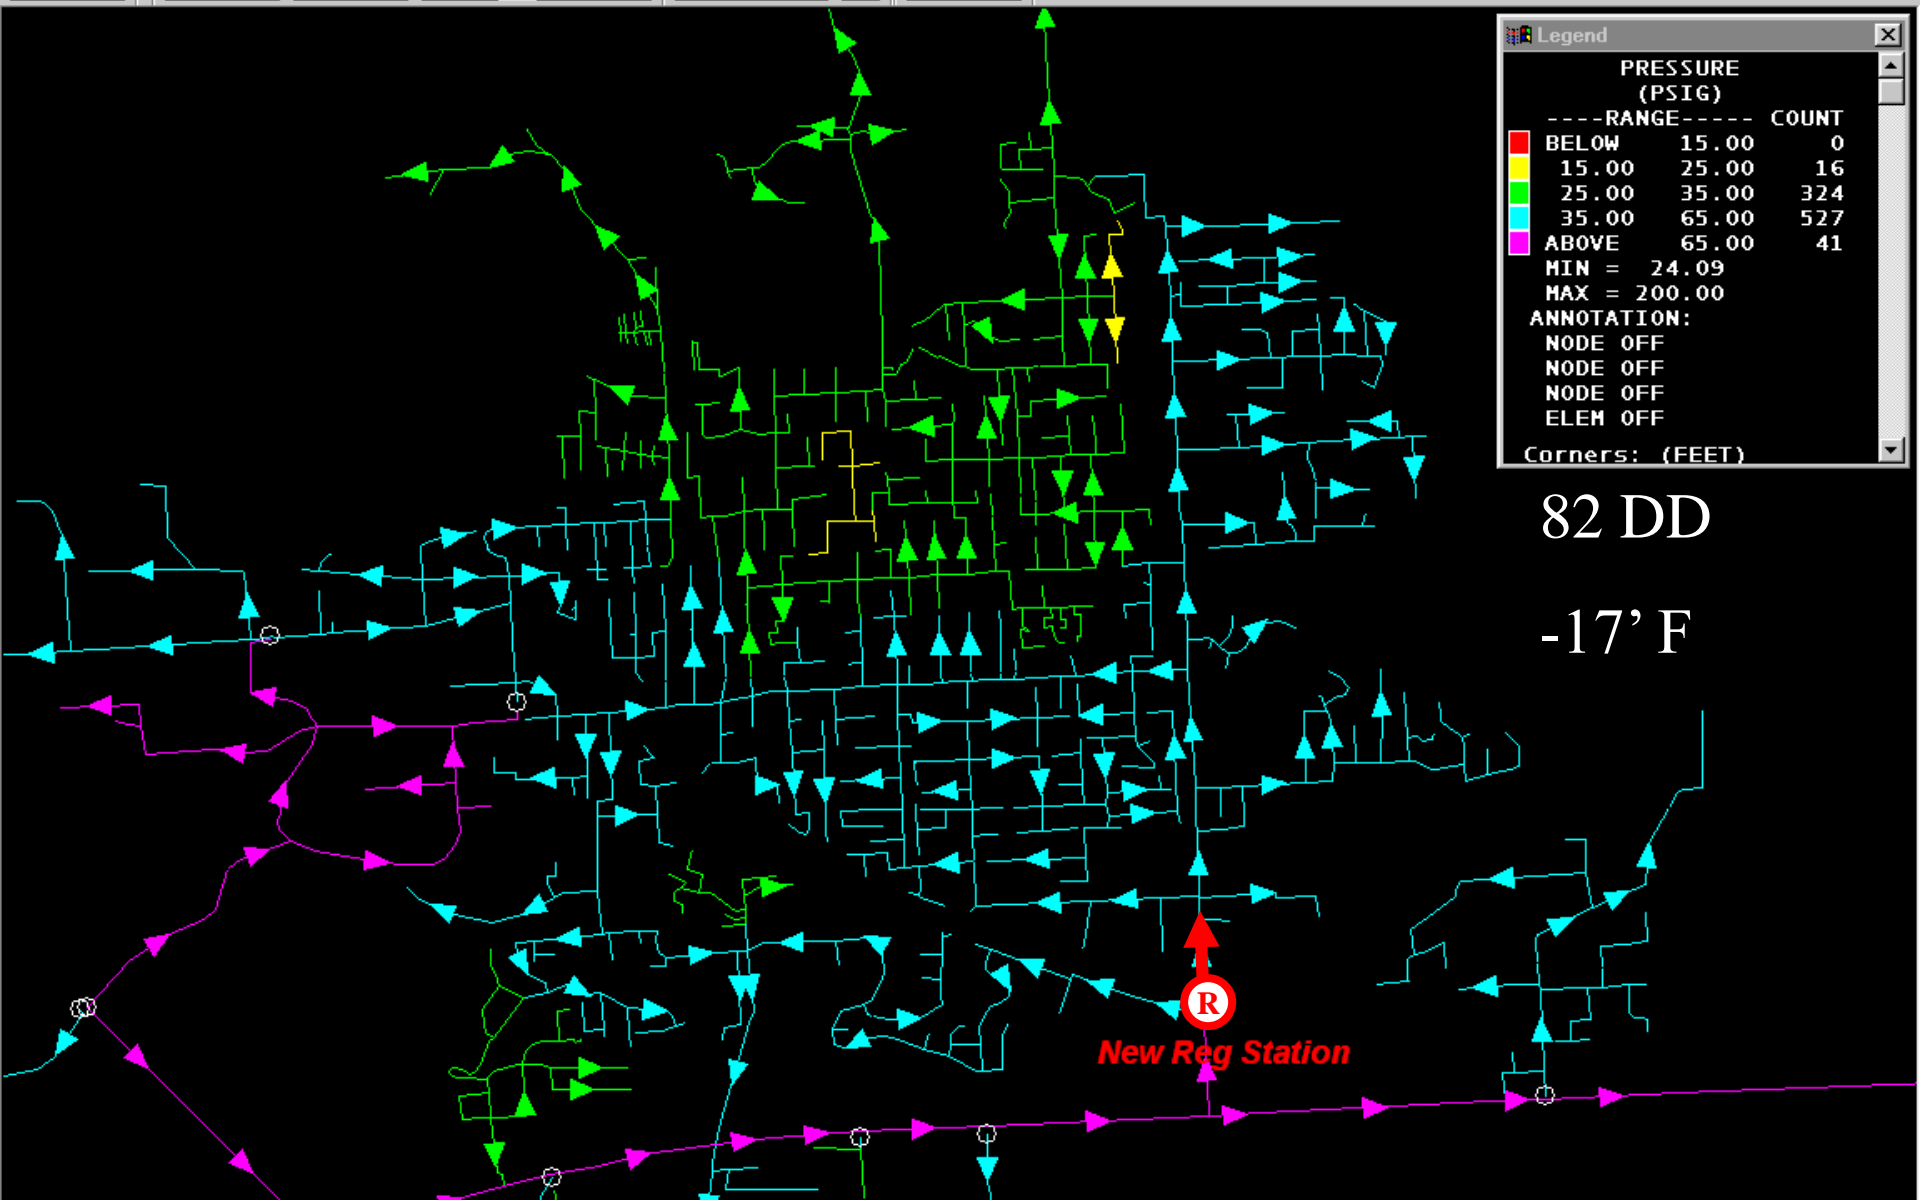 Legend
PRESSURE
(PSIG)
----RANGE----- COUNT
BELOW 15.00 0
15.00 25.00 16
25.00 35.00 324
35.00 65.00 527
ABOVE 65.00 41
MIN = 24.09
MAX = 200.00
ANNOTATION:
NODE OFF
NODE OFF
NODE OFF
ELEM OFF
Corners: (FEET)
82 DD
-17’ F
R
New Reg Station